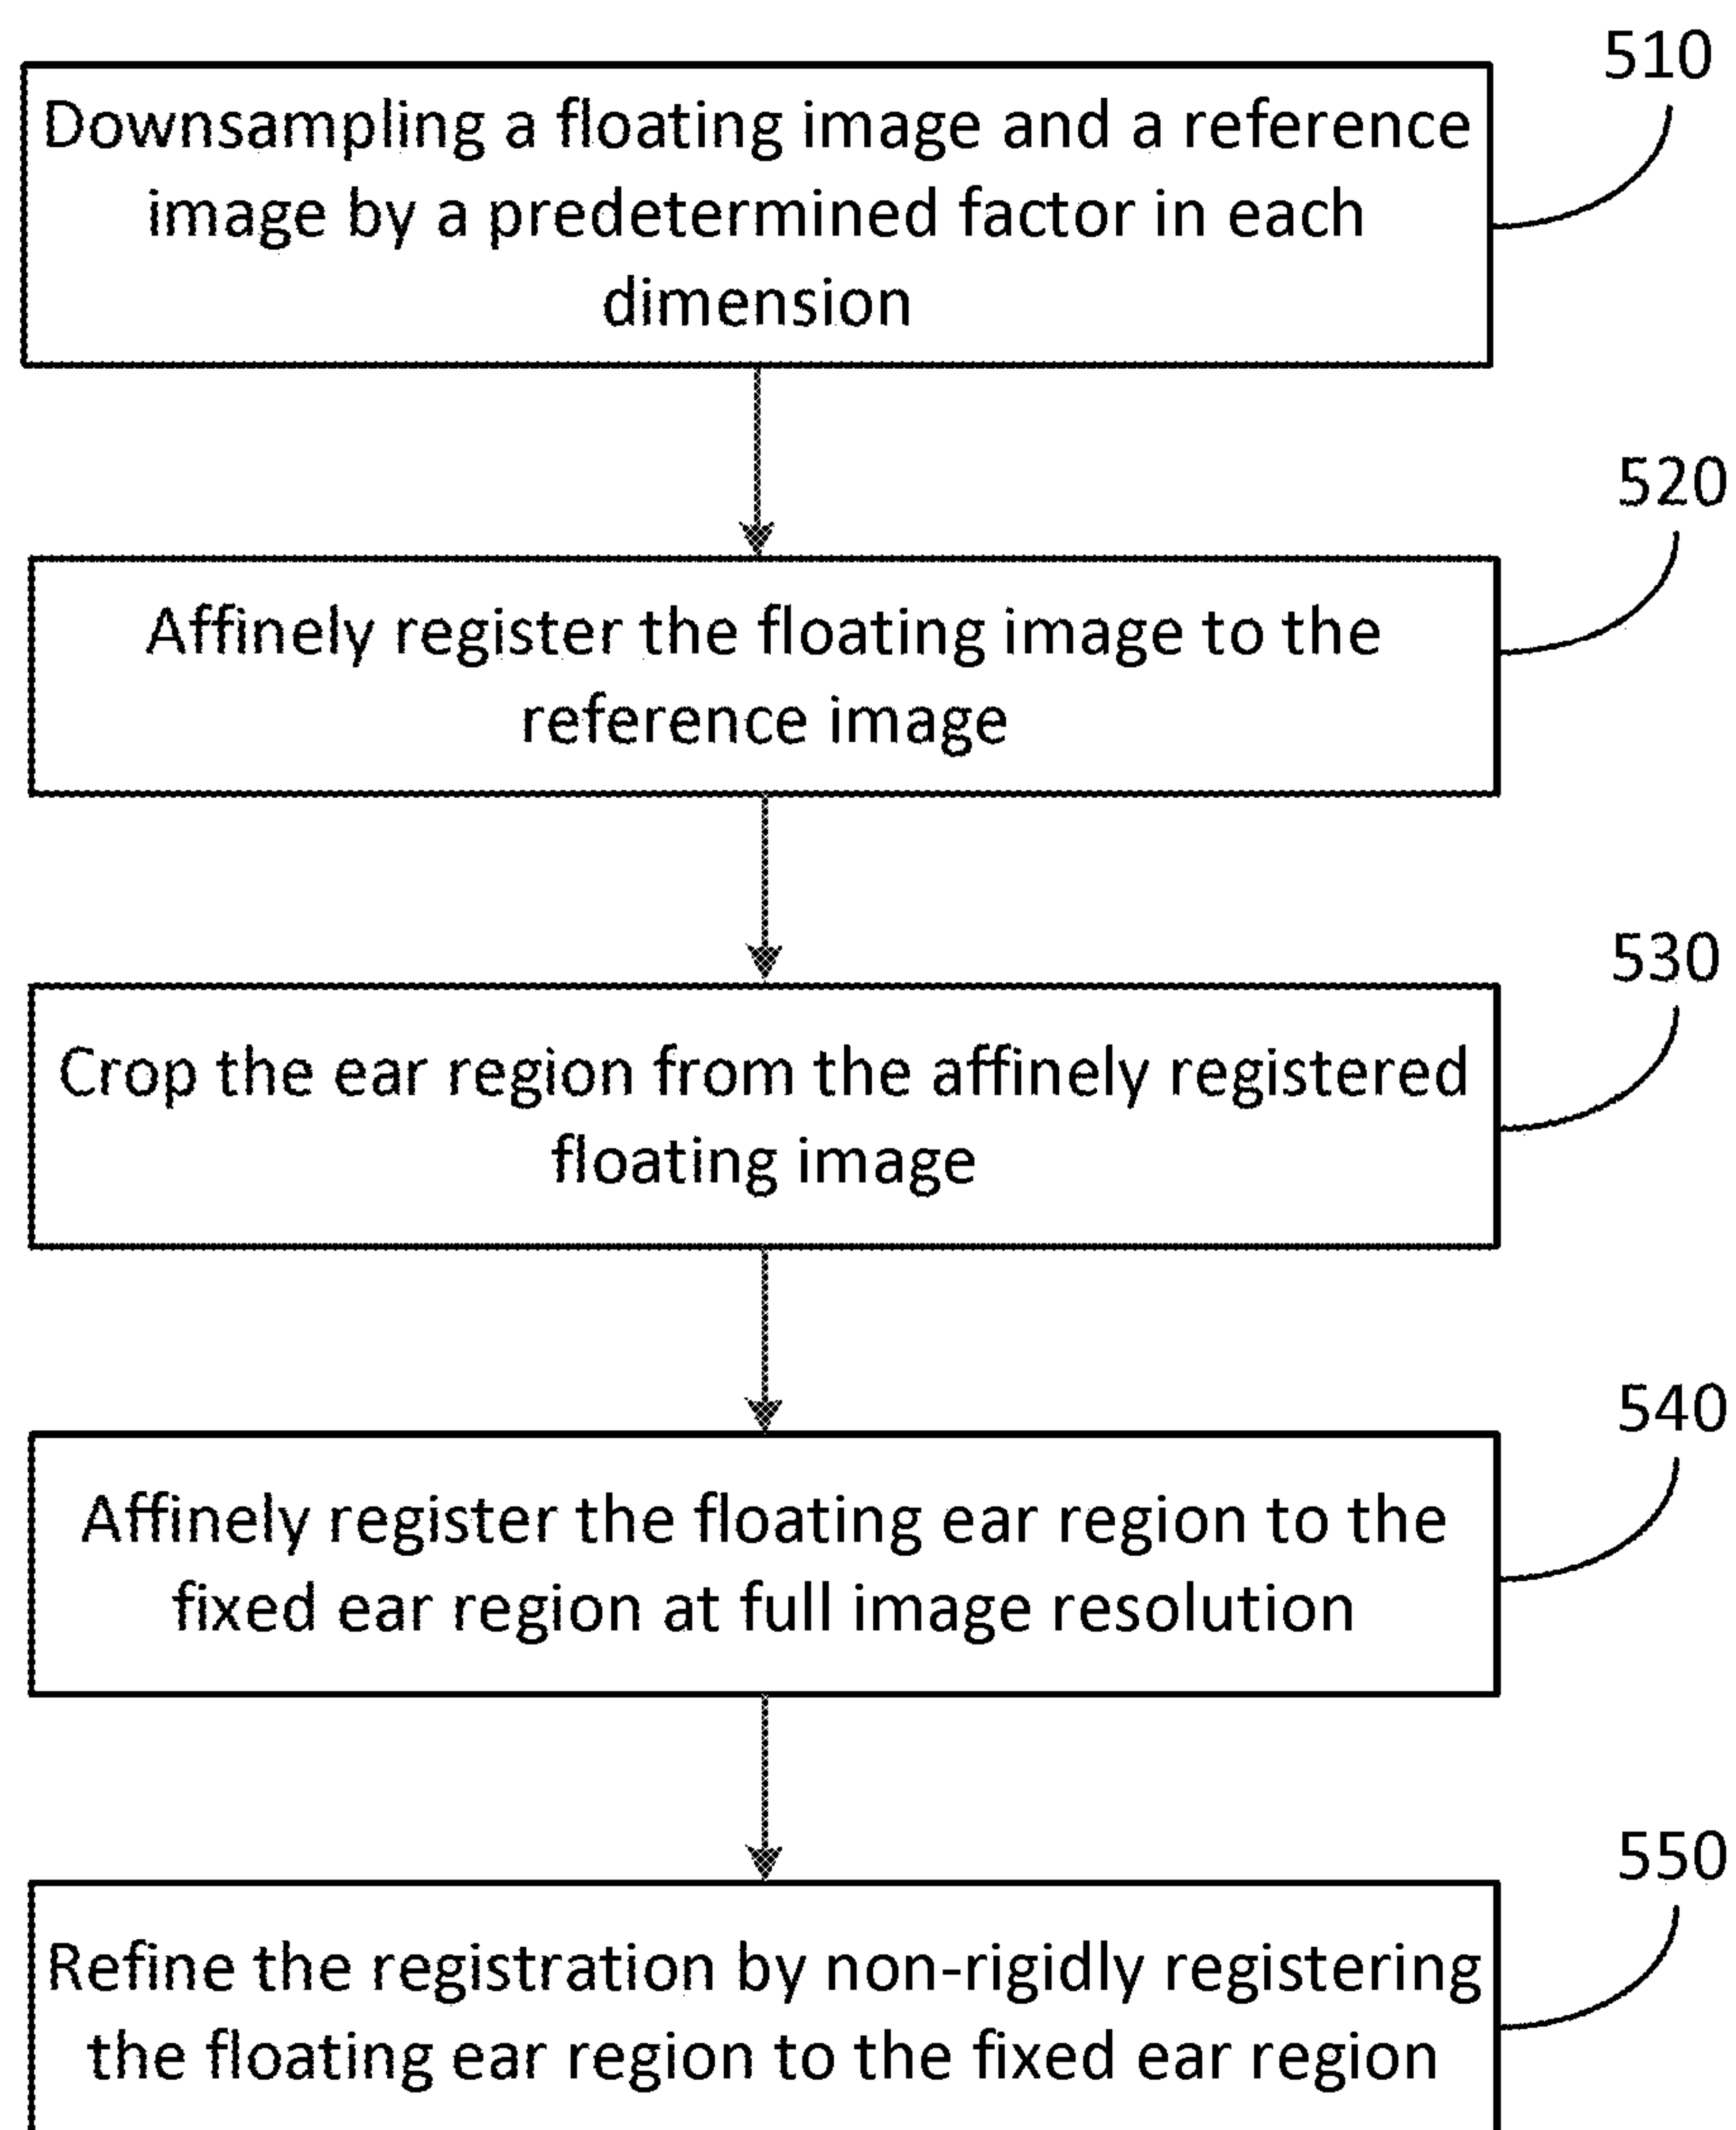 510
Downsampling a floating image and a reference
image by a predetermined factor in each
dimension
520
Affinely register the floating image to the
reference image
530
Crop the ear region from the affinely registered
floating image
540
Affinely register the floating ear region to the
fixed ear region at full image resolution
550
Refine the registration by non-rigidly registering
the floating ear region to the fixed ear region